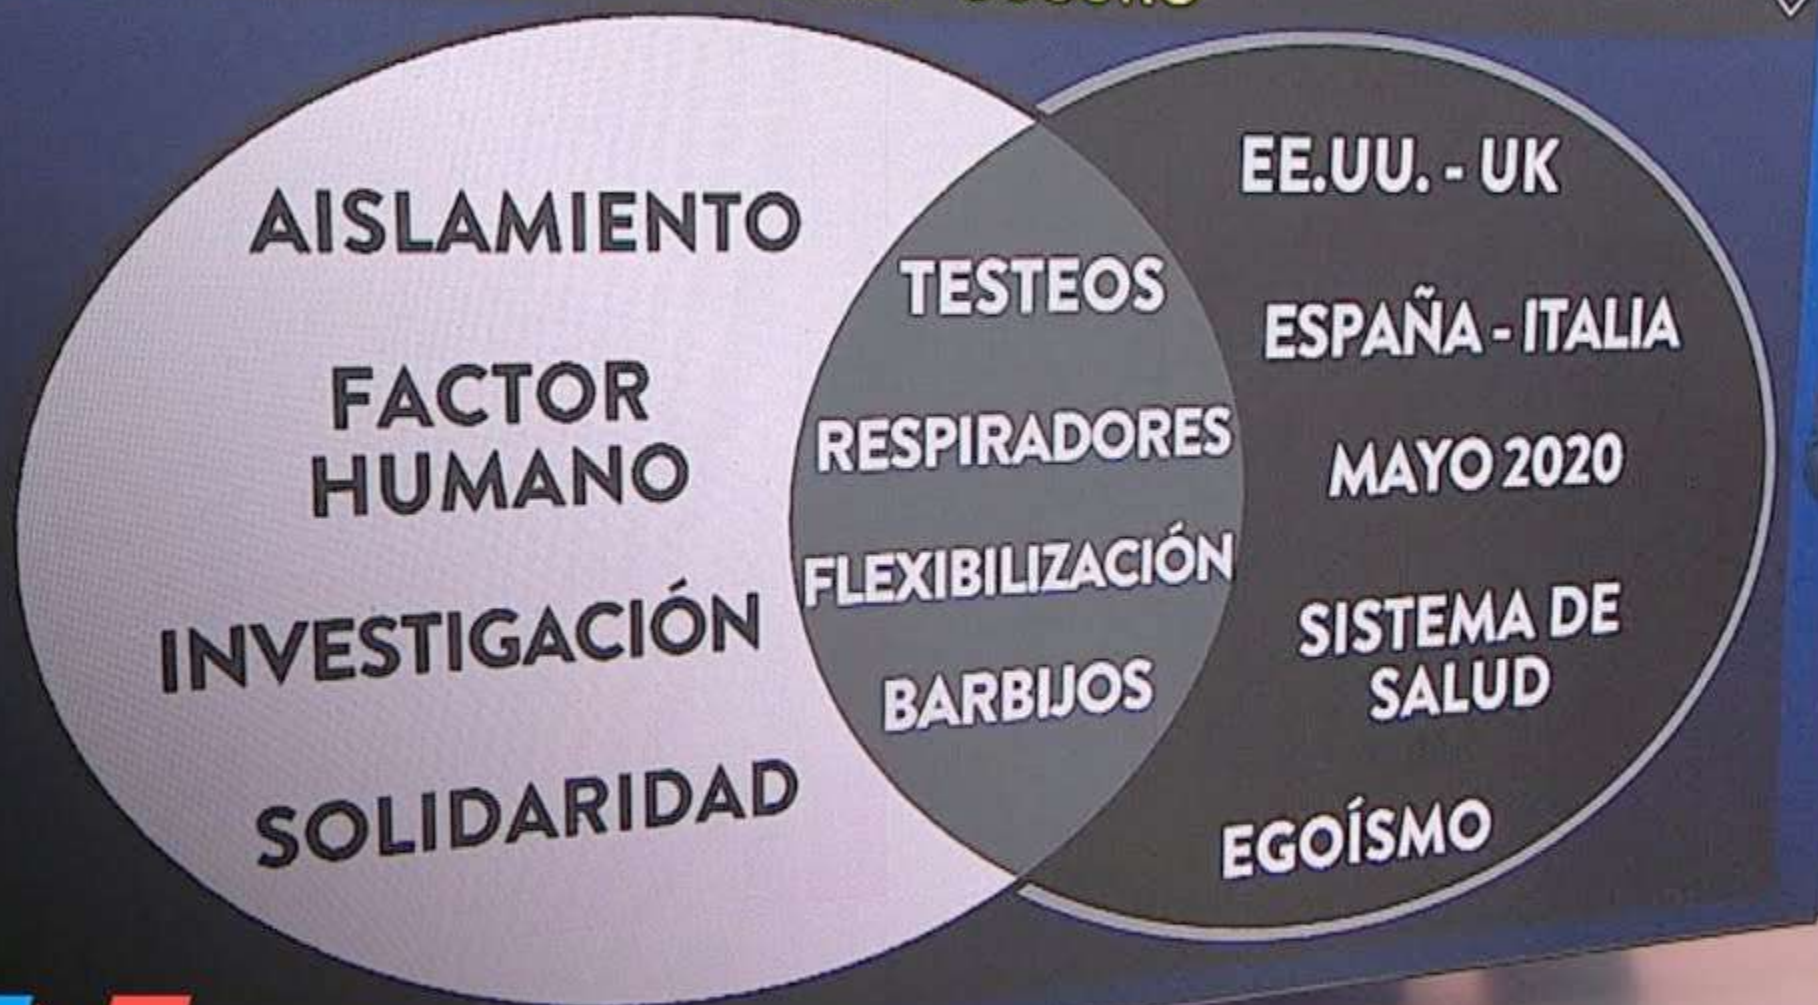 AISLAMIENTO
FACTOR
HUMANO
INVESTIGACIÓN
SOLIDARIDAD
TESTEOS
RESPIRADORES
FLEXIBILIZACIÓN
BARBIJOS
EE.UU. - UK
ESPAÑA - ITALIA
MAYO 2020
SISTEMA DE
SALUD
EGOÍSMO